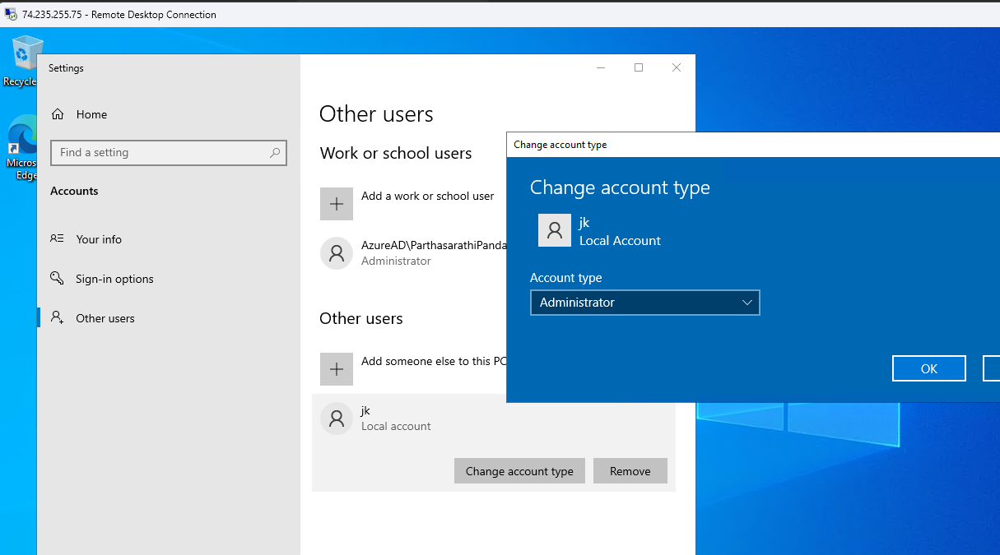 74.235.255.75 - Remote Desktop Connection
Recycle
Micros
Edge
Settings
Home
Find a setting
Accounts
Your info
Sign-in options
Other users
Other users
Work or school users
Add a work or school user
AzureAD\ParthasarathiPanda
Administrator
Other users
Add someone else to this PC
jk
Local account
Change account type
Remove
Change account type
Change account type
jk
Local Account
Account type
Administrator
OK